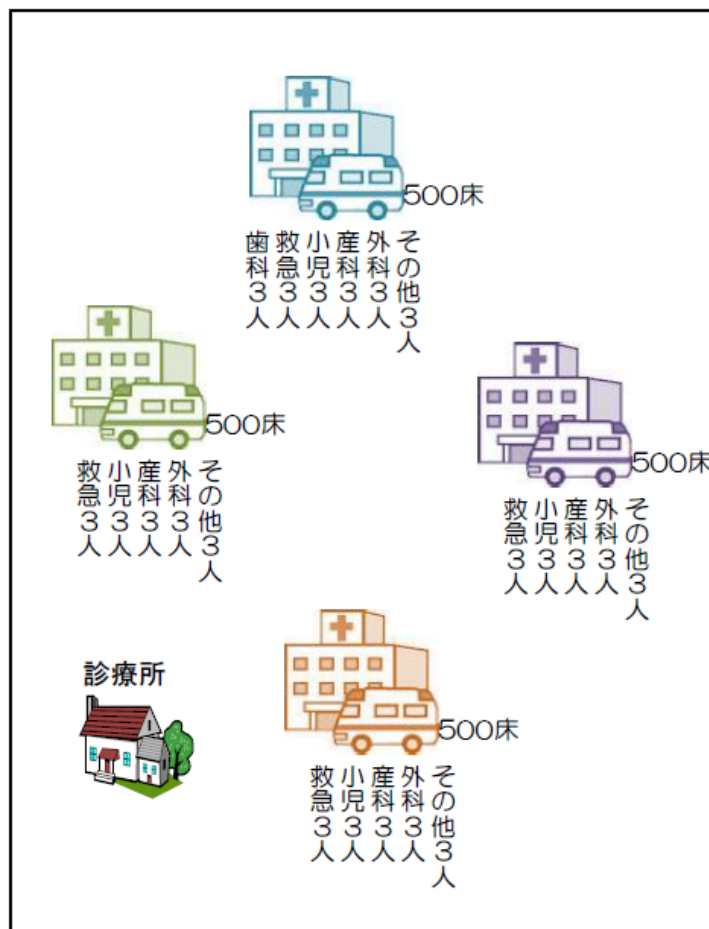 500床
歯科3人
救急3人
小児3人
産科3人
外科3人
その他3人
500床
救急3人
小児3人
産科3人
外科3人
その他3人
500床
救急3人
小児3人
産科3人
外科3人
その他3人
診療所
500床
救急3人
小児3人
産科3人
外科3人
その他3人